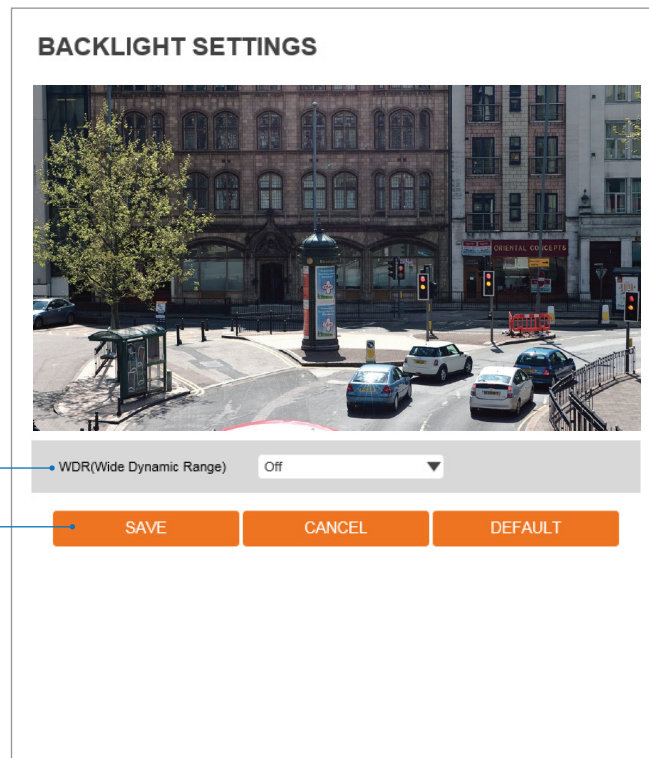 BACKLIGHT SETTINGS
ORIENTAL CONCEPTS
WDR(Wide Dynamic Range) Off
SAVE CANCEL DEFAULT